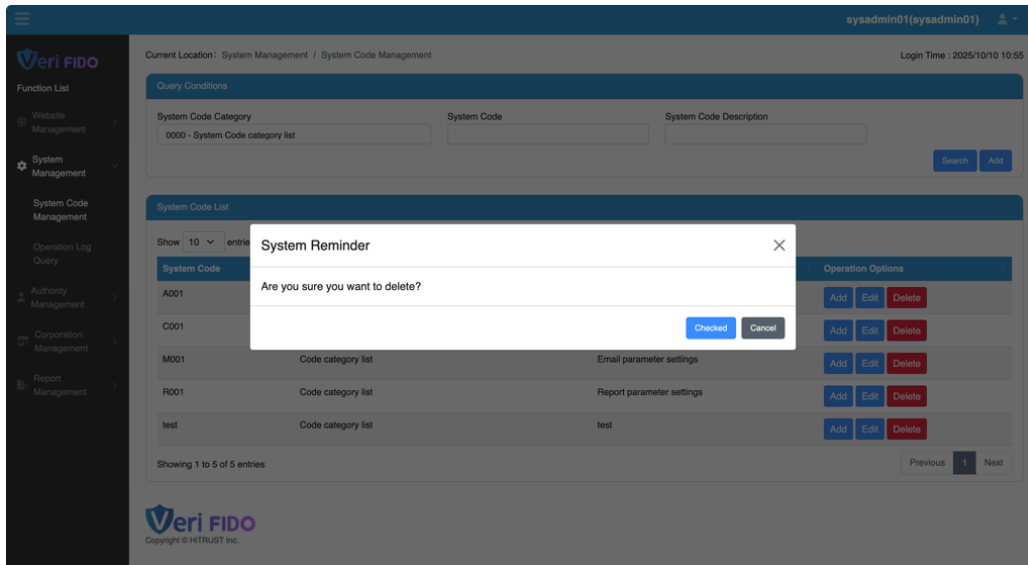 sysadmin01(sysadmin01)
Veri FIDO
Current Location: System Management / System Code Management
Login Time : 2025/10/10 10:55
Function List
Website
Management
System
Management
System Code
Management
Operation Log
Query
Authority
Management
Corporation
Management
Report
Management
Query Conditions
System Code Category
System Code
System Code Description
0000 - System Code category list
Search Add
System Code List
Show 10 entrie
System Code
Operation Options
System Reminder
Are you sure you want to delete?
Checked Cancel
A001 Add Edit Delete
C001 Add Edit Delete
M001 Code category list Email parameter settings Add Edit Delete
R001 Code category list Report parameter settings Add Edit Delete
test Code category list test Add Edit Delete
Showing 1 to 5 of 5 entries
Previous 1 Next
Veri FIDO
Copyright © HiTRUST Inc.